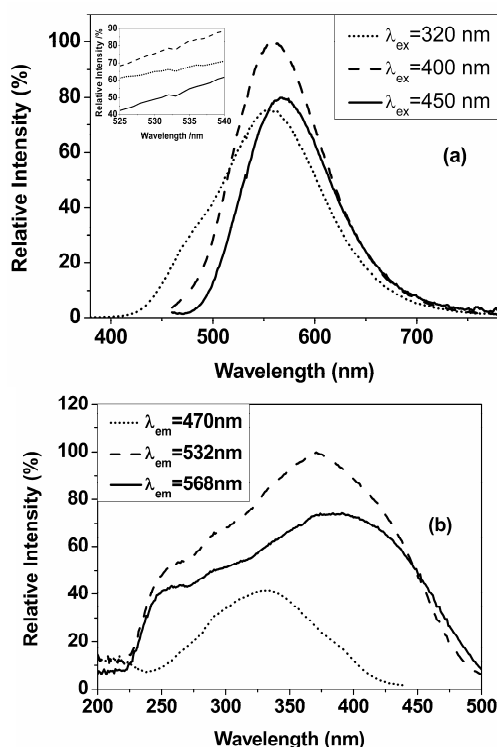 100
80
60
40
20
0
Relative Intensity (%)
400 500 600 700
Wavelength (nm)
(a)
λex=320 nm
λex=400 nm
λex=450 nm
90
80
70
60
50
40
Relative Intensity /%
525 530 535 540
Wavelength /nm
120
100
80
60
40
20
0
Relative Intensity (%)
200 250 300 350 400 450 500
Wavelength (nm)
(b)
λem=470nm
λem=532nm
λem=568nm